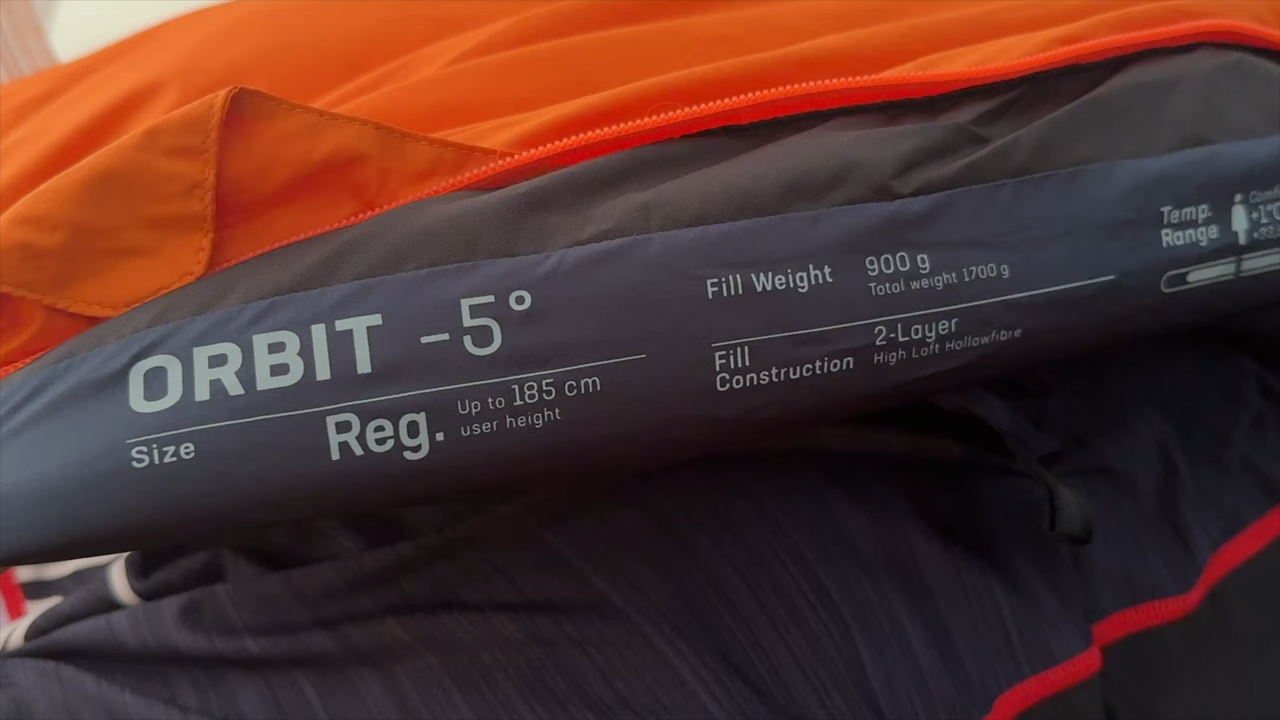 ORBIT -5°
Size
Reg.
Up to 185 cm
user height
Fill Weight
900 g
Total weight 1700 g
Fill
Construction
2-Layer
High Loft Hollowfibre
Temp.
Range